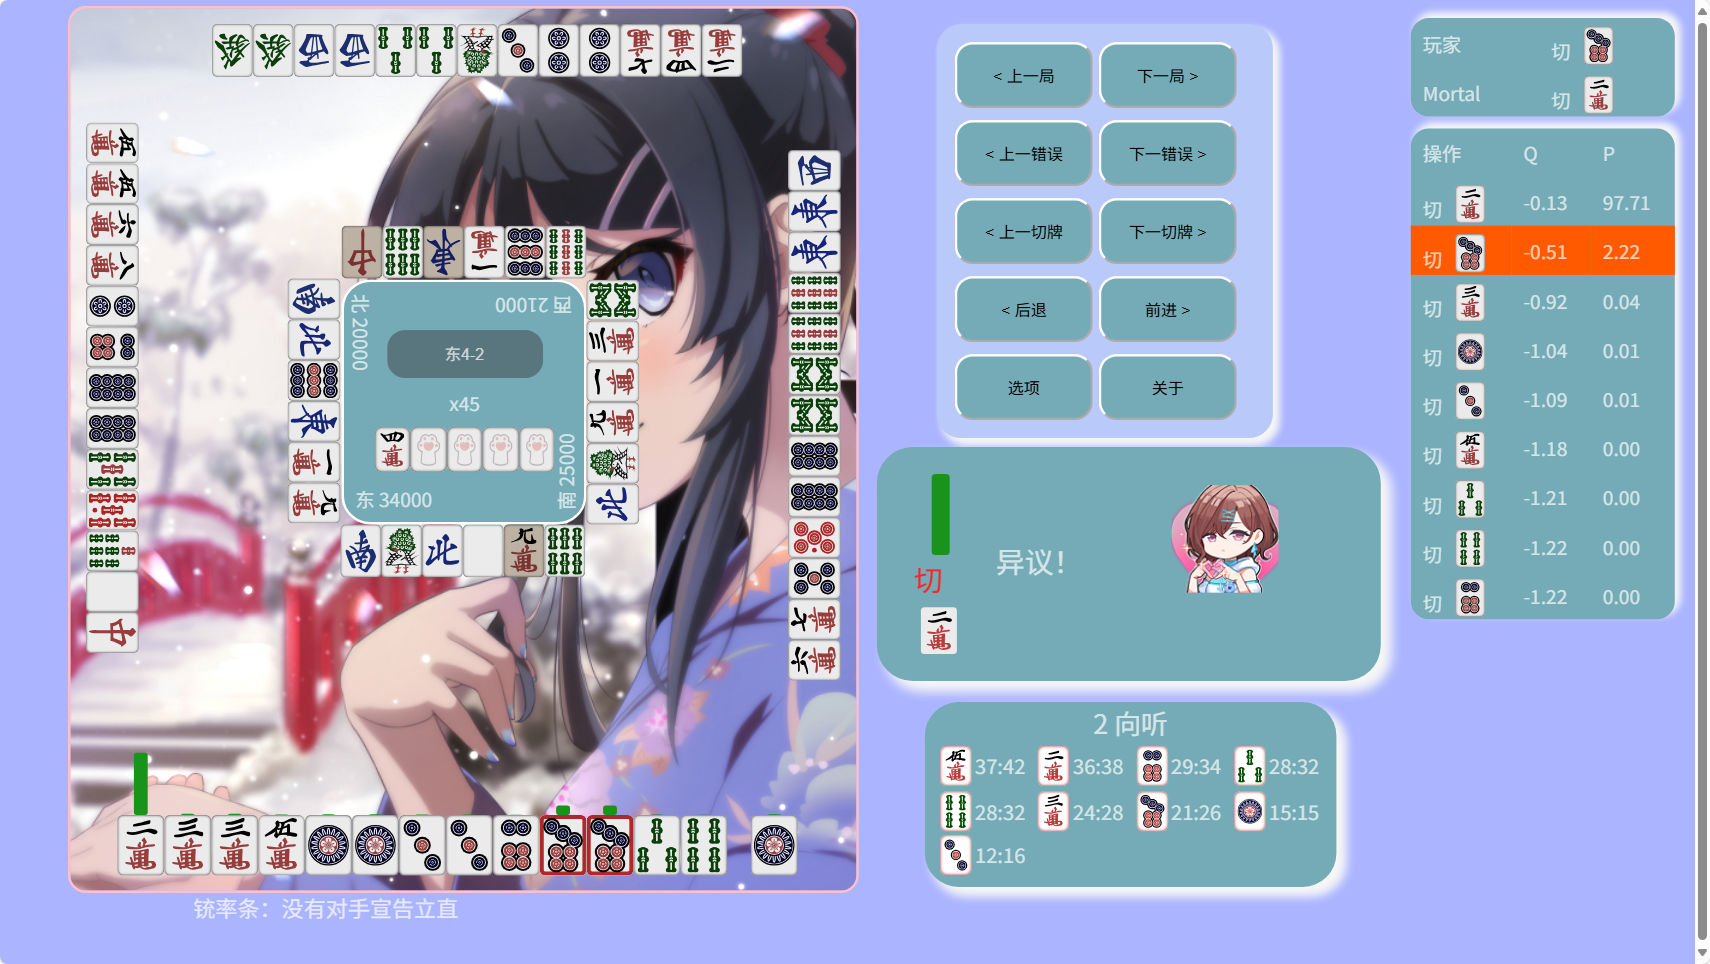 北 20000
西 21000
东4-2
x45
东 34000
南 25000
铳率条：没有对手宣告立直
< 上一局
下一局 >
< 上一错误
下一错误 >
< 上一切牌
下一切牌 >
< 后退
前进 >
选项
关于
切
异议！
2 向听
37:42 36:38 29:34 28:32
28:32 24:28 21:26 15:15
12:16
玩家 切
Mortal 切
操作 Q P
切 -0.13 97.71
切 -0.51 2.22
切 -0.92 0.04
切 -1.04 0.01
切 -1.09 0.01
切 -1.18 0.00
切 -1.21 0.00
切 -1.22 0.00
切 -1.22 0.00